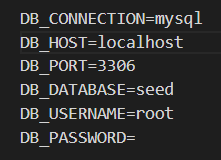 DB_CONNECTION=mysql
DB_HOST=localhost
DB_PORT=3306
DB_DATABASE=seed
DB_USERNAME=root
DB_PASSWORD=